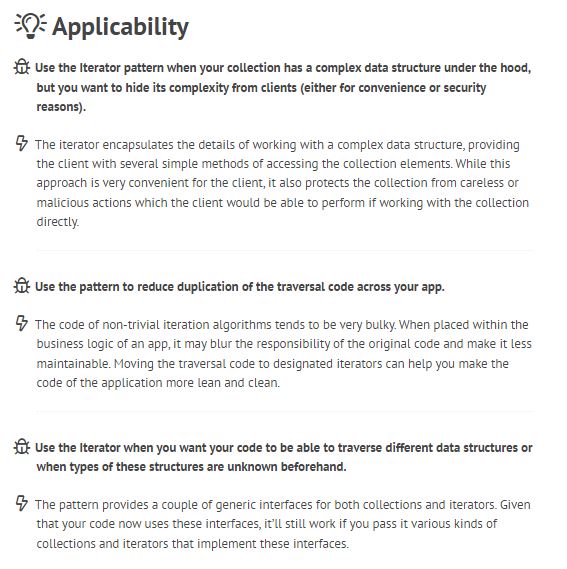 Applicability
Use the Iterator pattern when your collection has a complex data structure under the hood,
but you want to hide its complexity from clients (either for convenience or security
reasons).
The iterator encapsulates the details of working with a complex data structure, providing
the client with several simple methods of accessing the collection elements. While this
approach is very convenient for the client, it also protects the collection from careless or
malicious actions which the client would be able to perform if working with the collection
directly.
Use the pattern to reduce duplication of the traversal code across your app.
The code of non-trivial iteration algorithms tends to be very bulky. When placed within the
business logic of an app, it may blur the responsibility of the original code and make it less
maintainable. Moving the traversal code to designated iterators can help you make the
code of the application more lean and clean.
Use the Iterator when you want your code to be able to traverse different data structures or
when types of these structures are unknown beforehand.
The pattern provides a couple of generic interfaces for both collections and iterators. Given
that your code now uses these interfaces, it'll still work if you pass it various kinds of
collections and iterators that implement these interfaces.